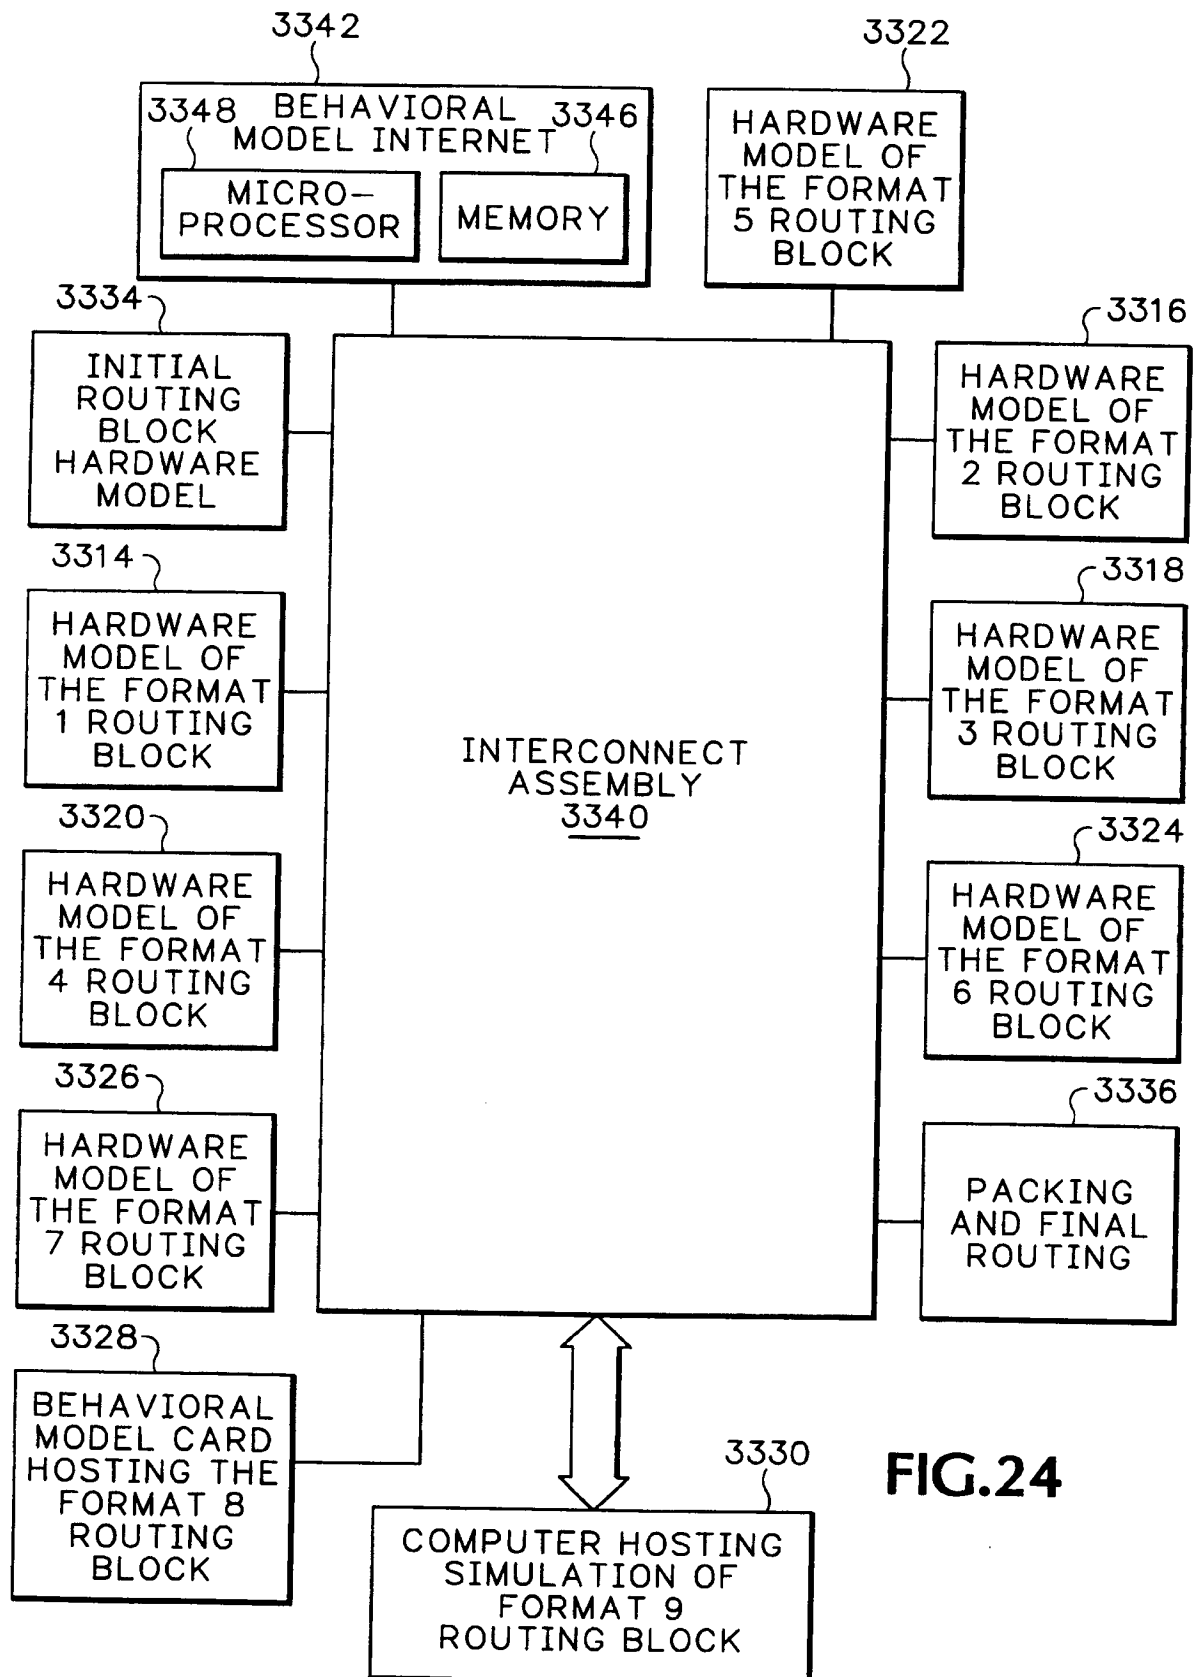 3342
BEHAVIORAL
MODEL INTERNET
3348
3346
MICRO-
PROCESSOR
MEMORY
3322
HARDWARE
MODEL OF
THE FORMAT
5 ROUTING
BLOCK
3334
INITIAL
ROUTING
BLOCK
HARDWARE
MODEL
3316
HARDWARE
MODEL OF
THE FORMAT
2 ROUTING
BLOCK
3314
HARDWARE
MODEL OF
THE FORMAT
1 ROUTING
BLOCK
3318
HARDWARE
MODEL OF
THE FORMAT
3 ROUTING
BLOCK
INTERCONNECT
ASSEMBLY
3340
3320
HARDWARE
MODEL OF
THE FORMAT
4 ROUTING
BLOCK
3324
HARDWARE
MODEL OF
THE FORMAT
6 ROUTING
BLOCK
3326
HARDWARE
MODEL OF
THE FORMAT
7 ROUTING
BLOCK
3336
PACKING
AND FINAL
ROUTING
3328
BEHAVIORAL
MODEL CARD
HOSTING THE
FORMAT 8
ROUTING
BLOCK
3330
COMPUTER HOSTING
SIMULATION OF
FORMAT 9
ROUTING BLOCK
FIG.24